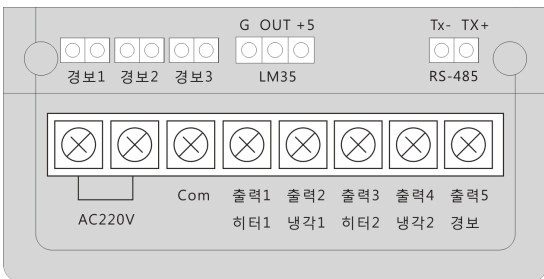 G OUT +5 Tx- TX+
경보1 경보2 경보3 LM35 RS-485
Com 출력1 출력2 출력3 출력4 출력5
AC220V 히터1 냉각1 히터2 냉각2 경보